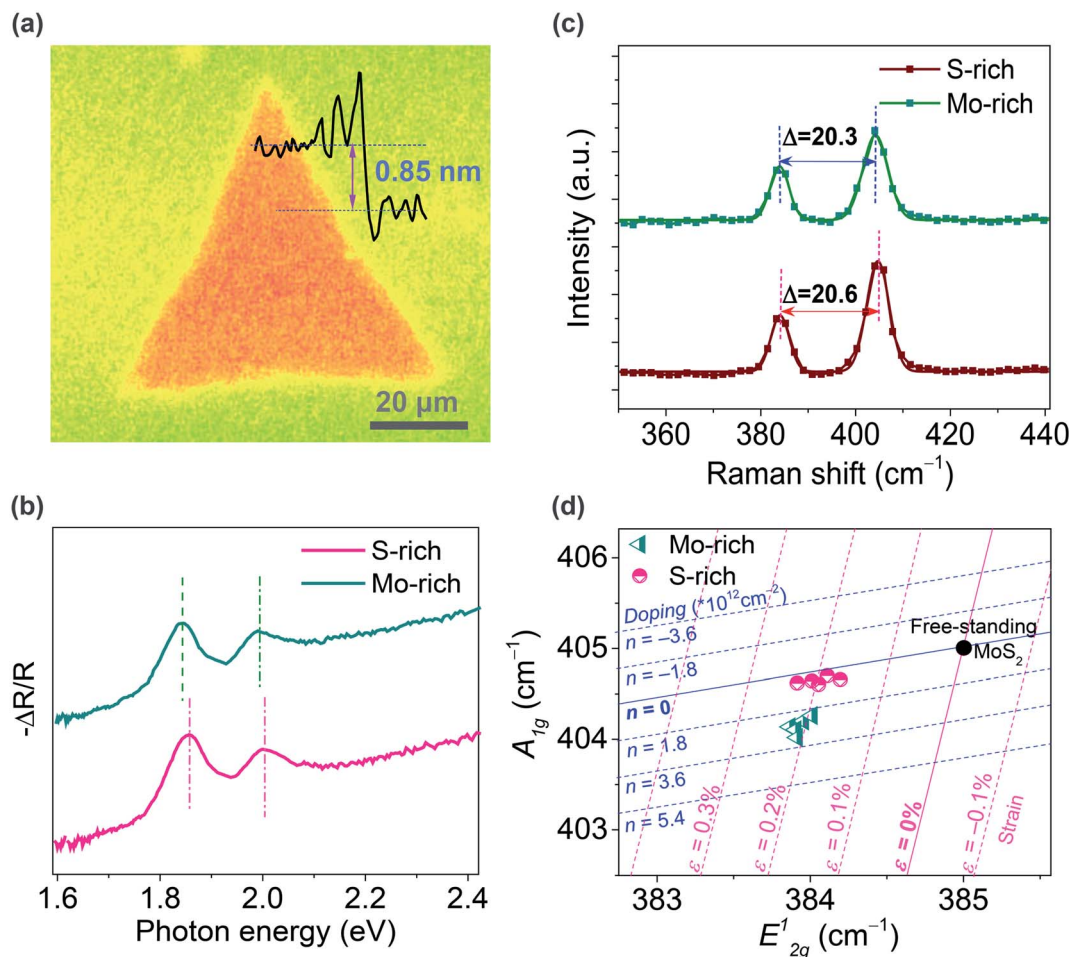 (a)
0.85 nm
20 µm
(c)
S-rich
Mo-rich
Δ=20.3
Δ=20.6
Intensity (a.u.)
360 380 400 420 440
Raman shift (cm⁻¹)
(b)
S-rich
Mo-rich
-ΔR/R
1.6 1.8 2.0 2.2 2.4
Photon energy (eV)
(d)
Mo-rich
S-rich
Doping (*10¹²cm⁻²)
n = –3.6
n = –1.8
n = 0
n = 1.8
n = 3.6
n = 5.4
Free-standing
MoS₂
ε = 0.3%
ε = 0.2%
ε = 0.1%
ε = 0%
ε = –0.1%
Strain
406
405
404
403
A₁g (cm⁻¹)
383 384 385
E¹₂g (cm⁻¹)